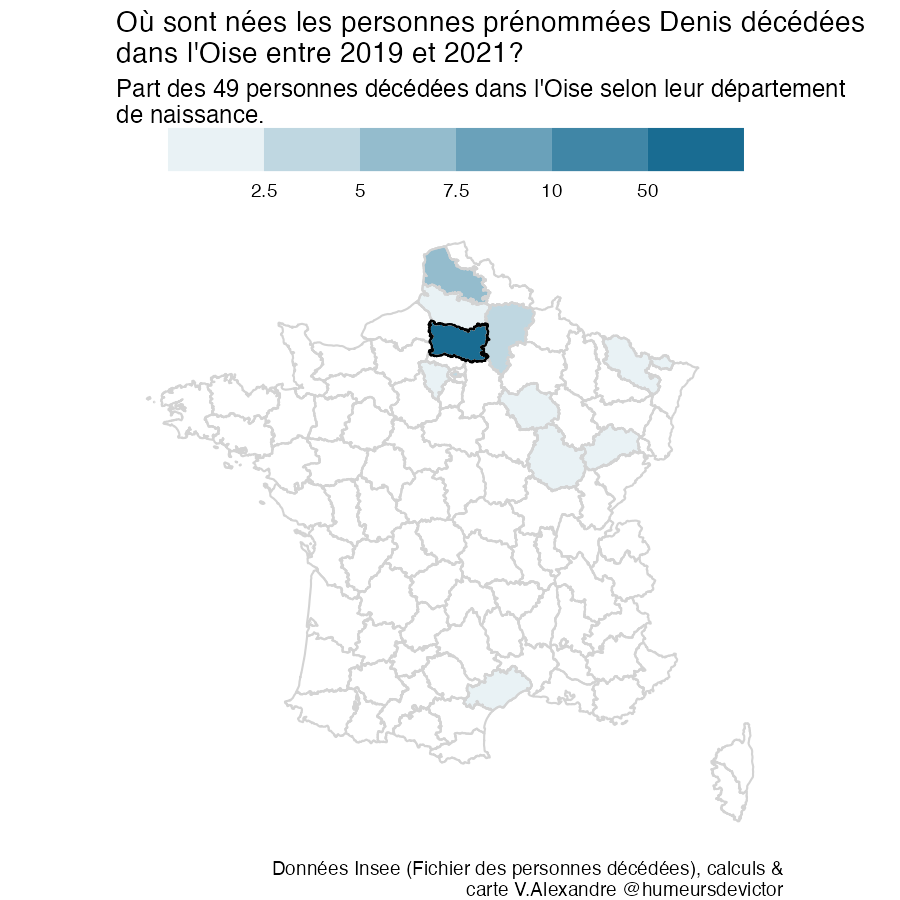 Où sont nées les personnes prénommées Denis décédées
dans l'Oise entre 2019 et 2021?
Part des 49 personnes décédées dans l'Oise selon leur département
de naissance.
2.5 5 7.5 10 50
Données Insee (Fichier des personnes décédées), calculs &
carte V.Alexandre @humeursdevictor